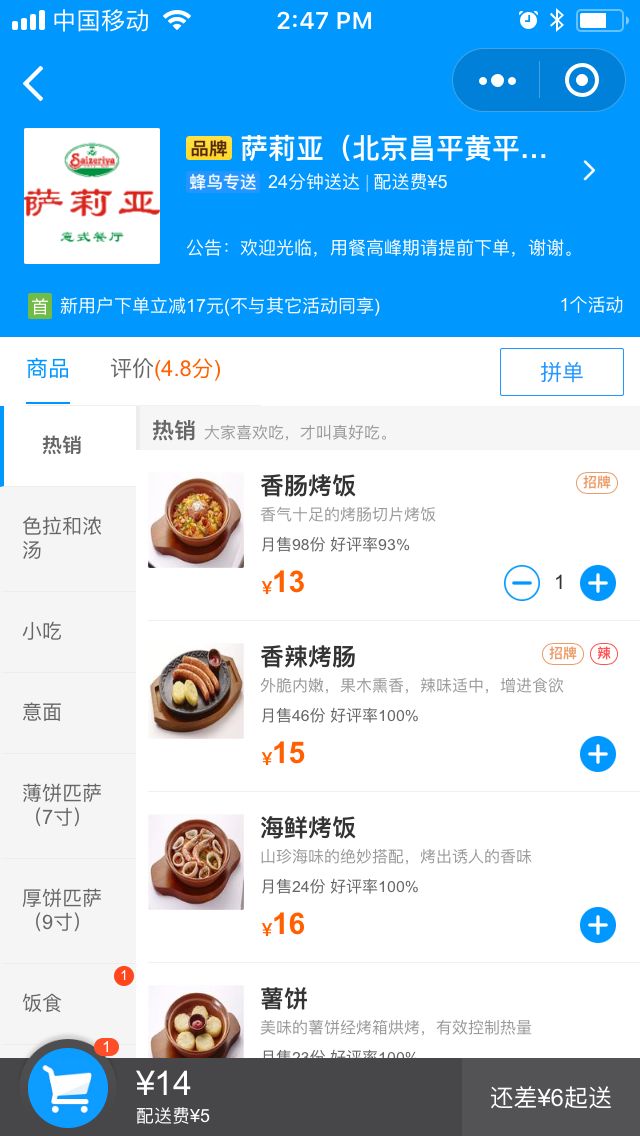 中国移动
2:47 PM
Saizeriya
萨莉亚
意式餐厅
品牌 萨莉亚（北京昌平黄平...
蜂鸟专送 24分钟送达 | 配送费¥5
公告：欢迎光临，用餐高峰期请提前下单，谢谢。
首 新用户下单立减17元(不与其它活动同享)
1个活动
商品
评价(4.8分)
拼单
热销
色拉和浓
汤
小吃
意面
薄饼匹萨
（7寸）
厚饼匹萨
（9寸）
1
饭食
热销 大家喜欢吃，才叫真好吃。
香肠烤饭
招牌
香气十足的烤肠切片烤饭
月售98份 好评率93%
¥13
1
香辣烤肠
招牌 辣
外脆内嫩，果木熏香，辣味适中，增进食欲
月售46份 好评率100%
¥15
海鲜烤饭
山珍海味的绝妙搭配，烤出诱人的香味
月售24份 好评率100%
¥16
薯饼
美味的薯饼经烤箱烘烤，有效控制热量
月售23份 好评率100%
1
¥14
配送费¥5
还差¥6起送